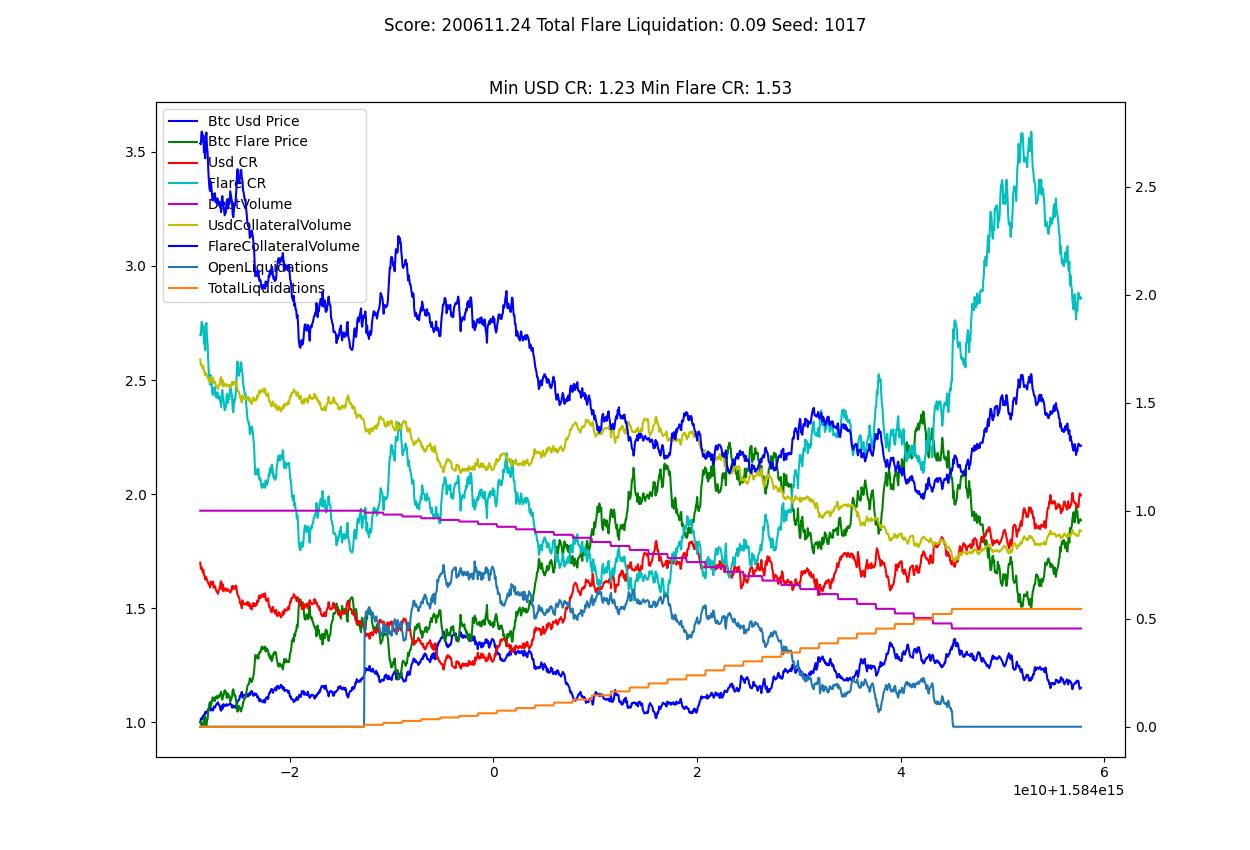 Score: 200611.24 Total Flare Liquidation: 0.09 Seed: 1017
Min USD CR: 1.23 Min Flare CR: 1.53
Btc Usd Price
Btc Flare Price
Usd CR
Flare CR
DebtVolume
UsdCollateralVolume
FlareCollateralVolume
OpenLiquidations
TotalLiquidations
3.5
3.0
2.5
2.0
1.5
1.0
2.5
2.0
1.5
1.0
0.5
0.0
−2 0 2 4 6
1e10+1.584e15